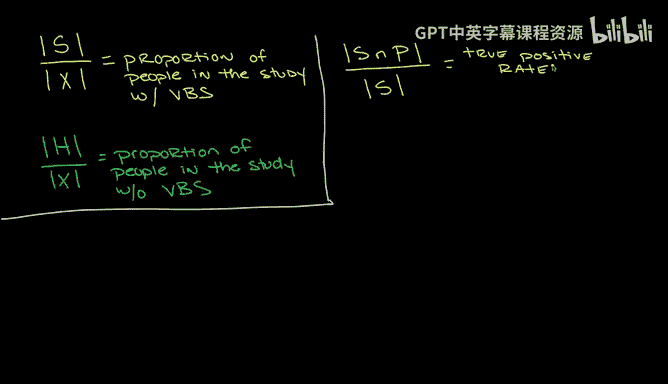 GPT中英字幕课程资源 bilibili
|S|
|X|
= proportion of
people in the study
w/ VBS
|H|
|X|
= proportion of
people in the study
w/o VBS
|S∩P|
|S|
= true positive
RATE